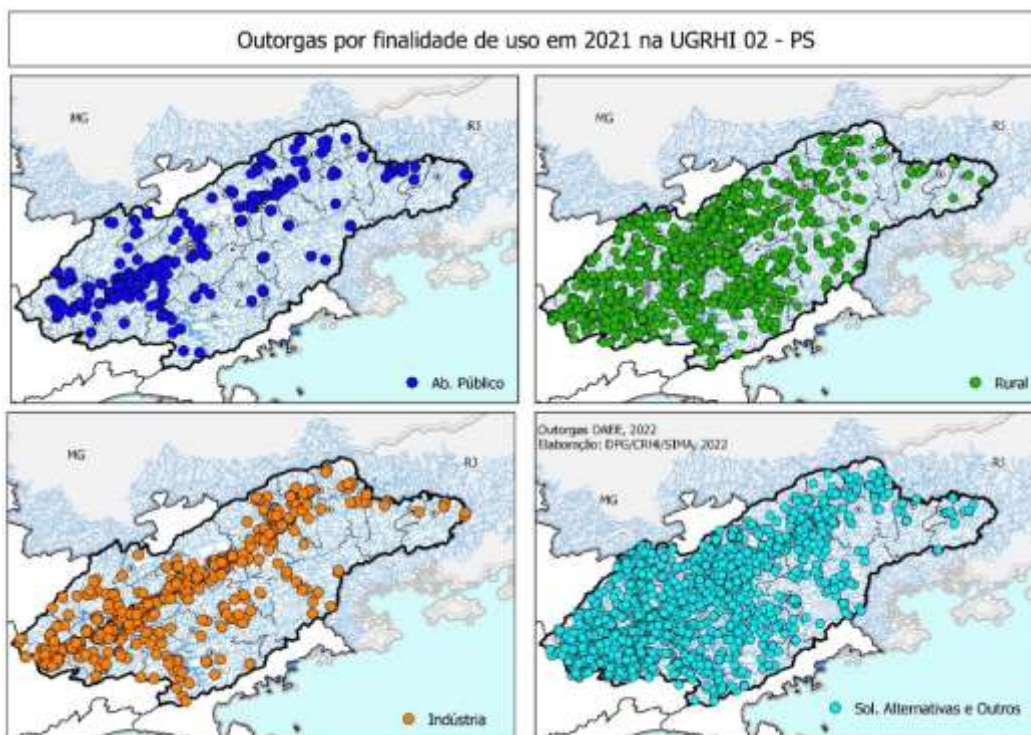 Outorgas por finalidade de uso em 2021 na UGRHI 02 - PS
MG
RJ
Ab. Público
MG
RJ
Rural
MG
RJ
Indústria
Outorgas DAEE, 2022
Elaboração: DPG/CRHI/SIMA, 2022
RJ
MG
Sol. Alternativas e Outros